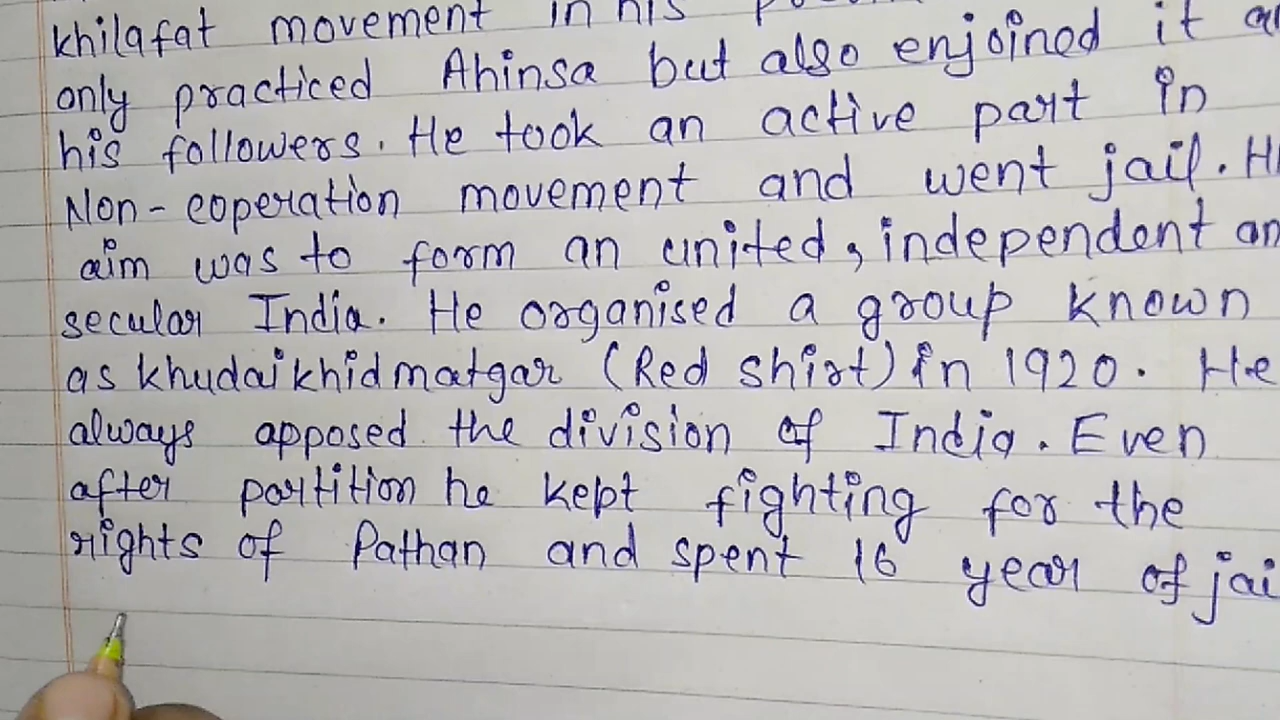 khilafat movement in his
only practiced Ahinsa but also enjoined it
his followers. He took an active part in
Non-coperation movement and went jail.
aim was to form an united, independent an
secular India. He organised a group known
as khudai khidmatgar (Red shirt) in 1920. He
always apposed the division of India. Even
after partition he kept fighting for the
rights of Pathan and spent 16 year of jai